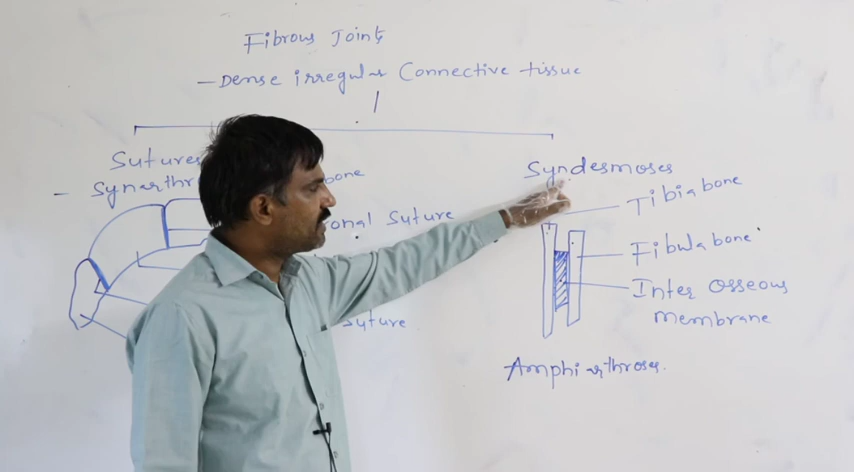 Fibrous Joints
- Dense irregular Connective tissue
Sutures
- Synarthr
bone
onal Suture
Suture
Syndesmoses
Tibia bone
Fibula bone
Inter osseous
membrane
Amphiarthroses.